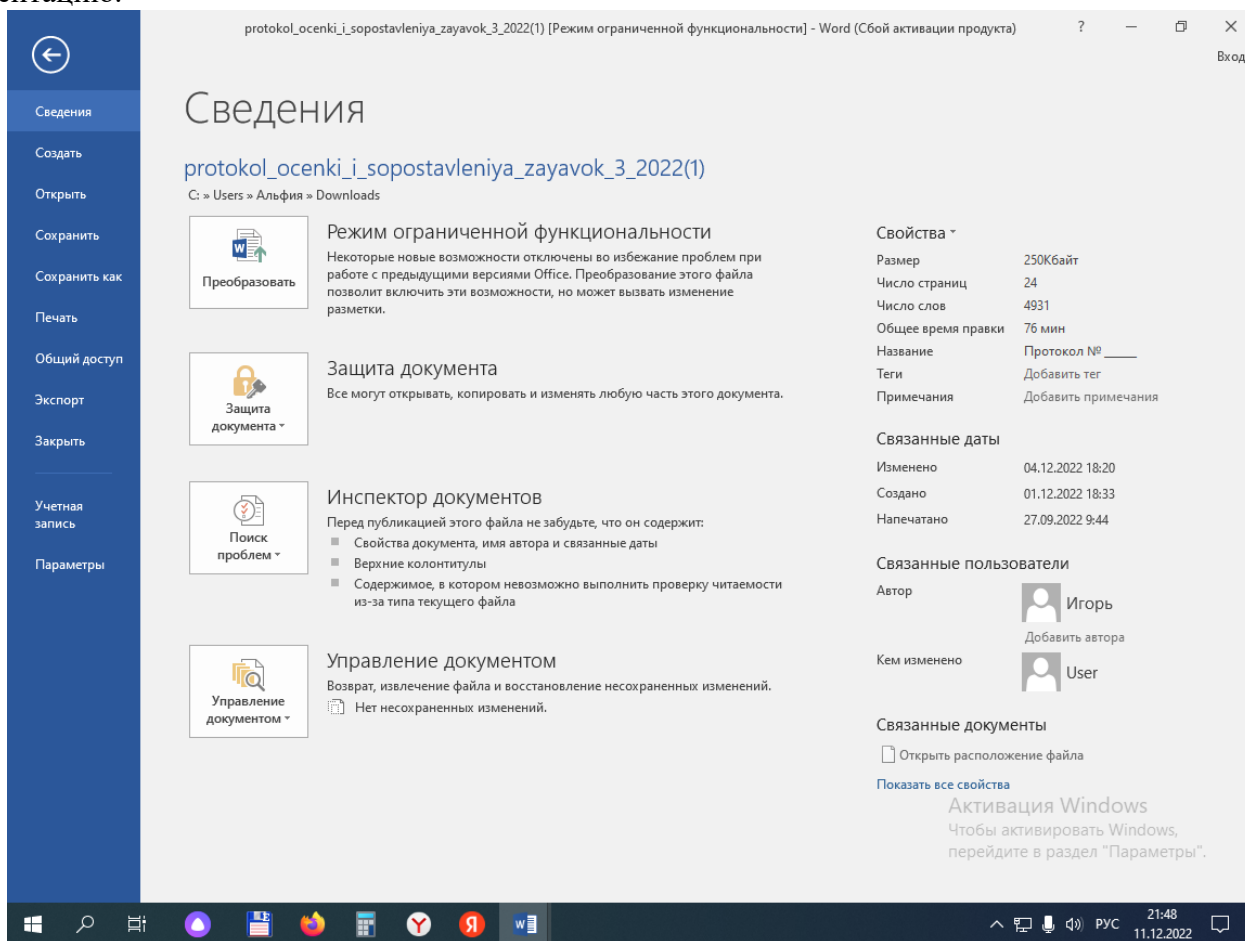 ентацию.
protokol_ocenki_i_sopostavleniya_zayavok_3_2022(1) [Режим ограниченной функциональности] - Word (Сбой активации продукта)
?
Вход
Сведения
Создать
Открыть
Сохранить
Сохранить как
Печать
Общий доступ
Экспорт
Закрыть
Учетная
запись
Параметры
Сведения
protokol_ocenki_i_sopostavleniya_zayavok_3_2022(1)
C: » Users » Альфия » Downloads
Преобразовать
Режим ограниченной функциональности
Некоторые новые возможности отключены во избежание проблем при
работе с предыдущими версиями Office. Преобразование этого файла
позволит включить эти возможности, но может вызвать изменение
разметки.
Защита
документа
Защита документа
Все могут открывать, копировать и изменять любую часть этого документа.
Поиск
проблем
Инспектор документов
Перед публикацией этого файла не забудьте, что он содержит:
Свойства документа, имя автора и связанные даты
Верхние колонтитулы
Содержимое, в котором невозможно выполнить проверку читаемости
из-за типа текущего файла
Управление
документом
Управление документом
Возврат, извлечение файла и восстановление несохраненных изменений.
Нет несохраненных изменений.
Свойства
Размер 250Кбайт
Число страниц 24
Число слов 4931
Общее время правки 76 мин
Название Протокол № _____
Теги Добавить тег
Примечания Добавить примечания
Связанные даты
Изменено 04.12.2022 18:20
Создано 01.12.2022 18:33
Напечатано 27.09.2022 9:44
Связанные пользователи
Автор Игорь
Добавить автора
Кем изменено User
Связанные документы
Открыть расположение файла
Показать все свойства
Активация Windows
Чтобы активировать Windows,
перейдите в раздел "Параметры".
РУС
21:48
11.12.2022